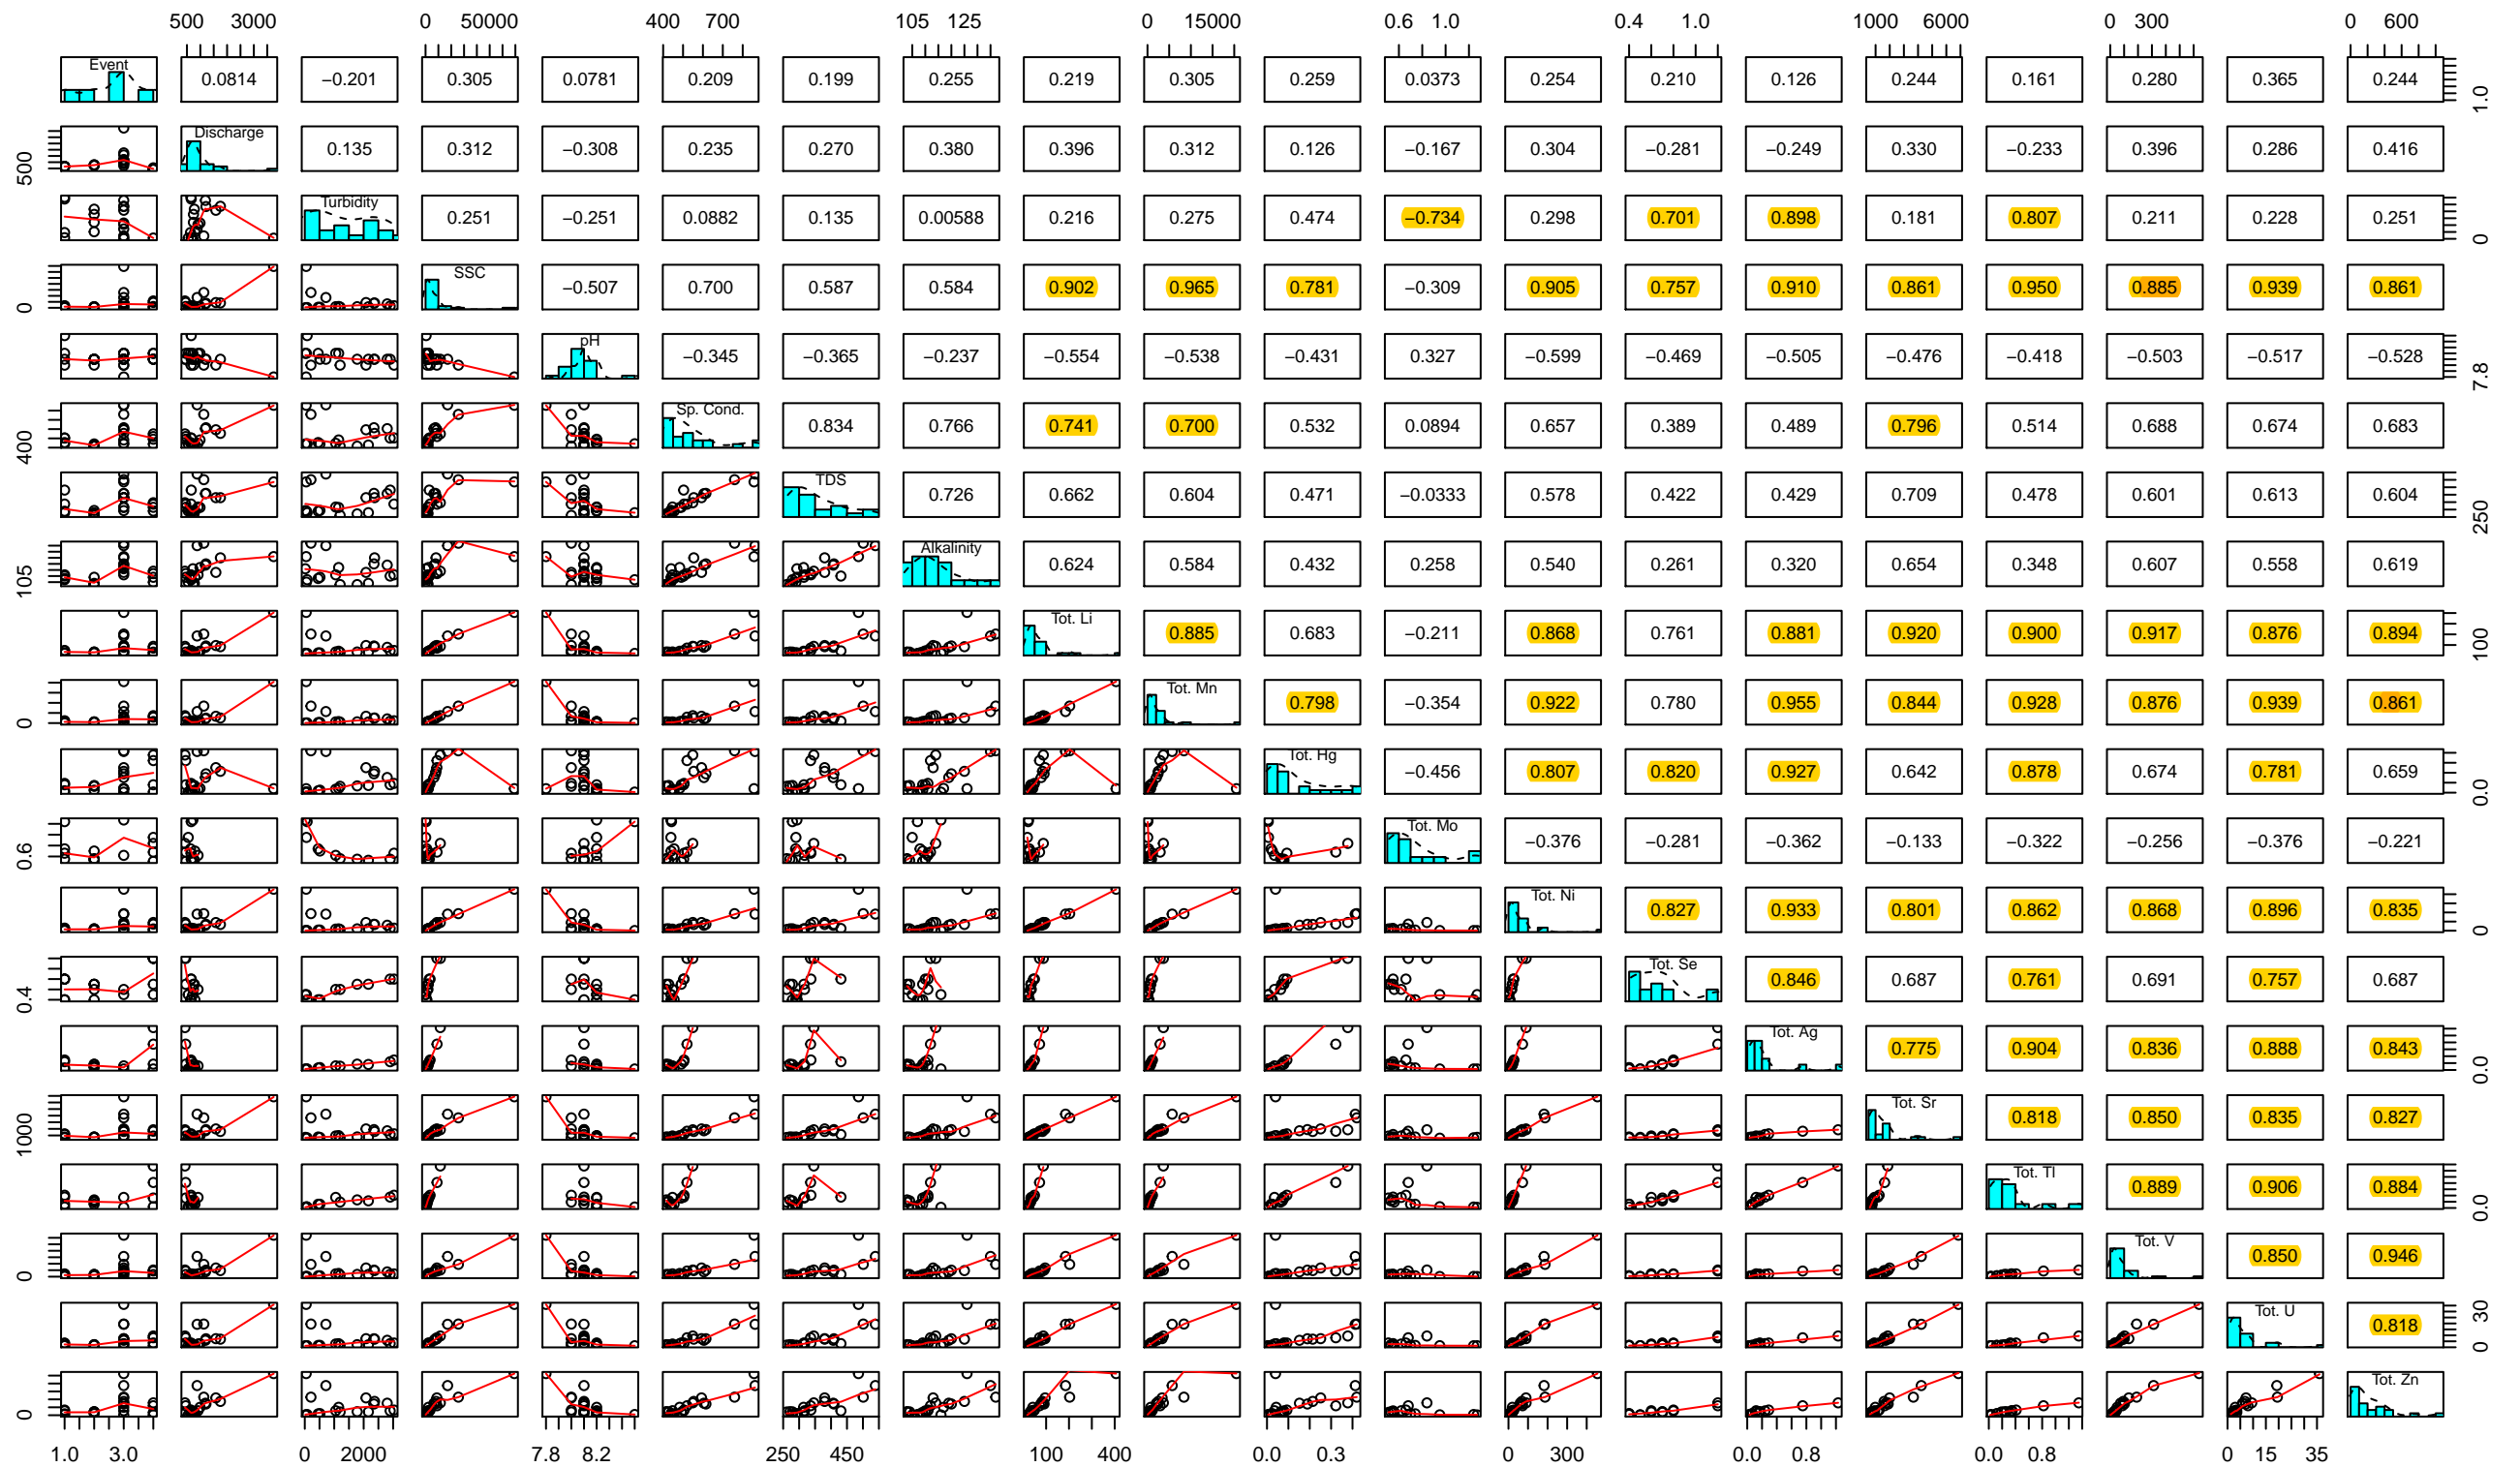 500 3000 0 50000 400 700 105 125 0 15000 0.6 1.0 0.4 1.0 1000 6000 0 300 0 600
Event 0.0814 −0.201 0.305 0.0781 0.209 0.199 0.255 0.219 0.305 0.259 0.0373 0.254 0.210 0.126 0.244 0.161 0.280 0.365 0.244 1.0
500 Discharge 0.135 0.312 −0.308 0.235 0.270 0.380 0.396 0.312 0.126 −0.167 0.304 −0.281 −0.249 0.330 −0.233 0.396 0.286 0.416
Turbidity 0.251 −0.251 0.0882 0.135 0.00588 0.216 0.275 0.474 −0.734 0.298 0.701 0.898 0.181 0.807 0.211 0.228 0.251 0
0 SSC −0.507 0.700 0.587 0.584 0.902 0.965 0.781 −0.309 0.905 0.757 0.910 0.861 0.950 0.885 0.939 0.861
pH −0.345 −0.365 −0.237 −0.554 −0.538 −0.431 0.327 −0.599 −0.469 −0.505 −0.476 −0.418 −0.503 −0.517 −0.528 7.8
400 Sp. Cond. 0.834 0.766 0.741 0.700 0.532 0.0894 0.657 0.389 0.489 0.796 0.514 0.688 0.674 0.683
TDS 0.726 0.662 0.604 0.471 −0.0333 0.578 0.422 0.429 0.709 0.478 0.601 0.613 0.604 250
105 Alkalinity 0.624 0.584 0.432 0.258 0.540 0.261 0.320 0.654 0.348 0.607 0.558 0.619
Tot. Li 0.885 0.683 −0.211 0.868 0.761 0.881 0.920 0.900 0.917 0.876 0.894 100
0 Tot. Mn 0.798 −0.354 0.922 0.780 0.955 0.844 0.928 0.876 0.939 0.861
Tot. Hg −0.456 0.807 0.820 0.927 0.642 0.878 0.674 0.781 0.659 0.0
0.6 Tot. Mo −0.376 −0.281 −0.362 −0.133 −0.322 −0.256 −0.376 −0.221
Tot. Ni 0.827 0.933 0.801 0.862 0.868 0.896 0.835 0
0.4 Tot. Se 0.846 0.687 0.761 0.691 0.757 0.687
Tot. Ag 0.775 0.904 0.836 0.888 0.843 0.0
1000 Tot. Sr 0.818 0.850 0.835 0.827
Tot. Tl 0.889 0.906 0.884 0.0
0 Tot. V 0.850 0.946
Tot. U 0.818 0 30
0 Tot. Zn
1.0 3.0 0 2000 7.8 8.2 250 450 100 400 0.0 0.3 0 300 0.0 0.8 0.0 0.8 0 15 35